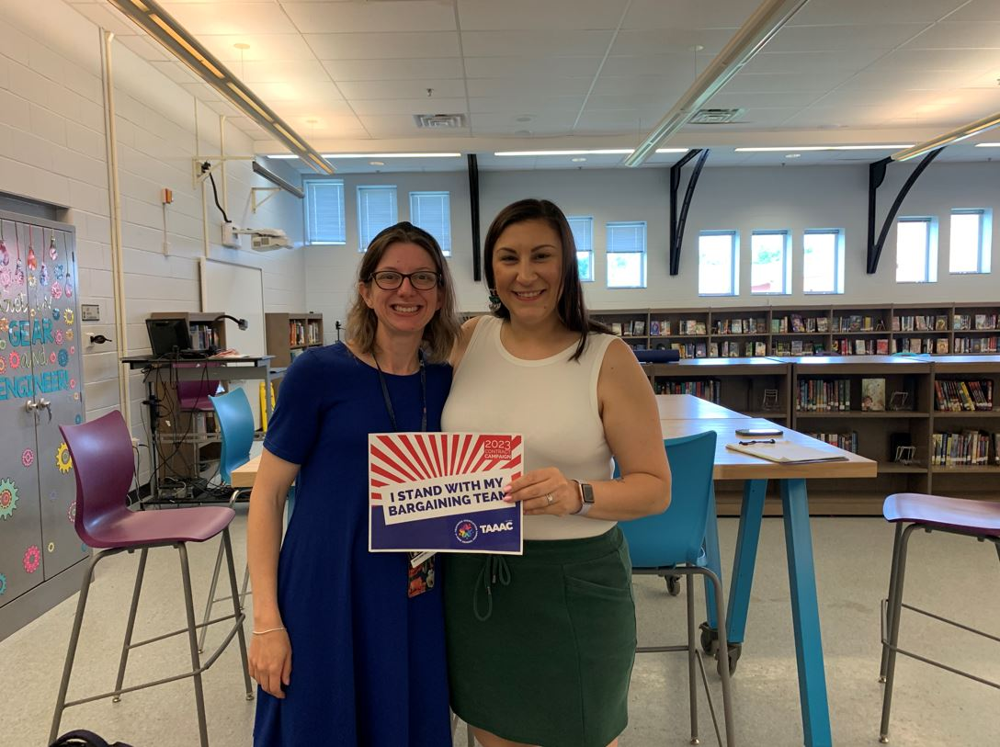 GEAR
and
ENGINEER!
2023
CONTRACT
CAMPAIGN
I STAND WITH MY
BARGAINING TEAM
TAAAC